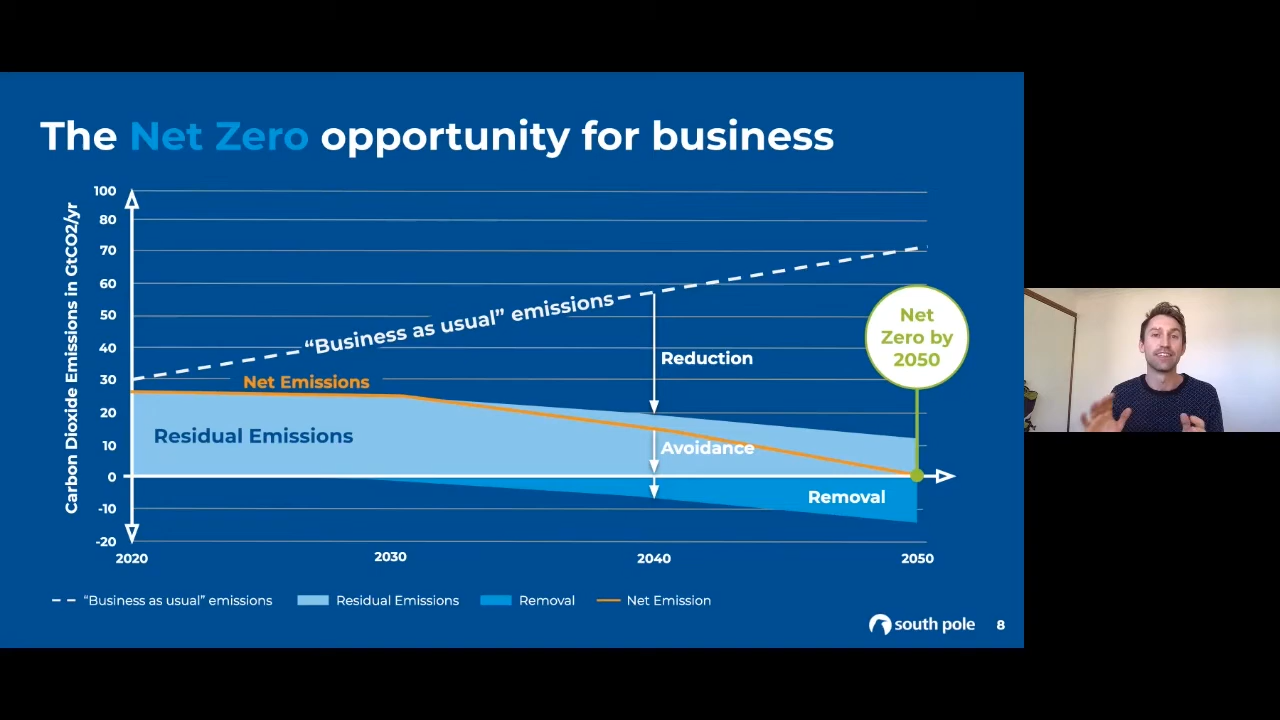 The Net Zero opportunity for business
Carbon Dioxide Emissions in GtCO2/yr
100
80
70
60
50
40
30
20
10
0
-10
-20
“Business as usual” emissions
Net Emissions
Residual Emissions
Reduction
Avoidance
Removal
Net
Zero by
2050
2020
2030
2040
2050
“Business as usual” emissions
Residual Emissions
Removal
Net Emission
south pole
8